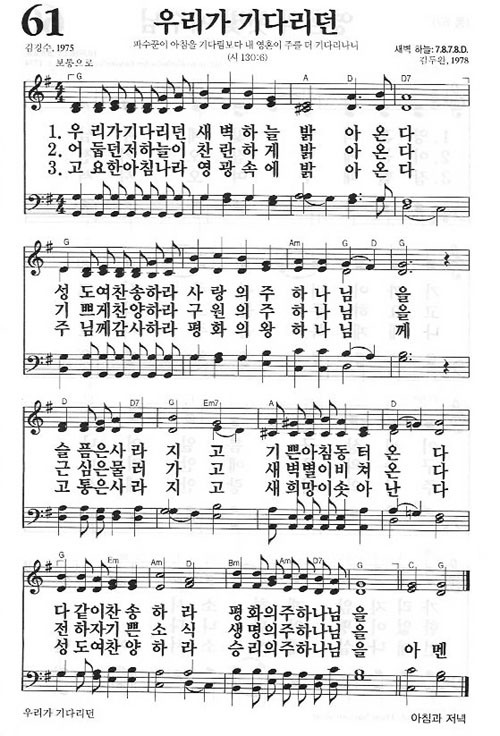 61
우리가 기다리던
김경수, 1975
파수꾼이 아침을 기다림보다 내 영혼이 주를 더 기다리나니
(시 130:6)
새벽 하늘: 7.8.7.8.D.
김두완, 1978
보통으로
G G Am G A D D7
1. 우 리가기다리던 새 벽 하 늘 밝 아 온 다
2. 어 둡던저하늘이 찬 란 하 게 밝 아 온 다
3. 고 요한아침나라 영 광 속 에 밝 아 온 다
G Am G D G
성 도여찬송하라 사 랑 의 주 하 나 님 을
기 쁘게찬양하라 구 원 의 주 하 나 님 을
주 님께감사하라 평 화 의 왕 하 나 님 께
D D7 G Em7 A D
슬 픔은사 라 지 고 기 쁜아침동 터 온 다
근 심은물 러 가 고 새 벽별이비 쳐 온 다
고 통은사 라 지 고 새 희망이솟 아 난 다
G Em Am D Bm Am D7 G C G
다 같이찬 송 하 라 평 화의주하나님 을
전 하자기 쁜 소 식 생 명의주하나님 을
성 도여찬 양 하 라 승 리의주하나님 을 아 멘
우리가 기다리던
아침과 저녁